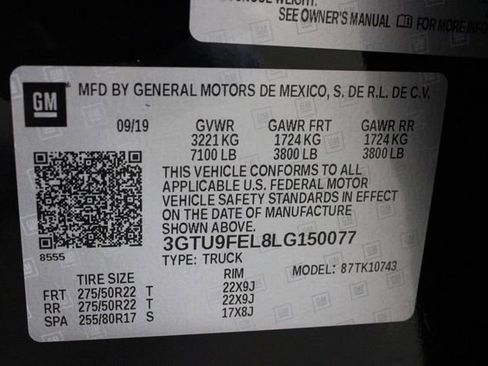 SEE OWNER'S MANUAL FOR MORE INFO
GM
MFD BY GENERAL MOTORS DE MEXICO, S. DE R.L. DE C.V.
09/19 GVWR GAWR FRT GAWR RR
3221 KG 1724 KG 1724 KG
7100 LB 3800 LB 3800 LB
THIS VEHICLE CONFORMS TO ALL
APPLICABLE U.S. FEDERAL MOTOR
VEHICLE SAFETY STANDARDS IN EFFECT
ON THE DATE OF MANUFACTURE
SHOWN ABOVE.
3GTU9FEL8LG150077
8555
TYPE: TRUCK MODEL: 87TK10743
TIRE SIZE RIM
FRT 275/50R22 T 22X9J
RR 275/50R22 T 22X9J
SPA 255/80R17 S 17X8J